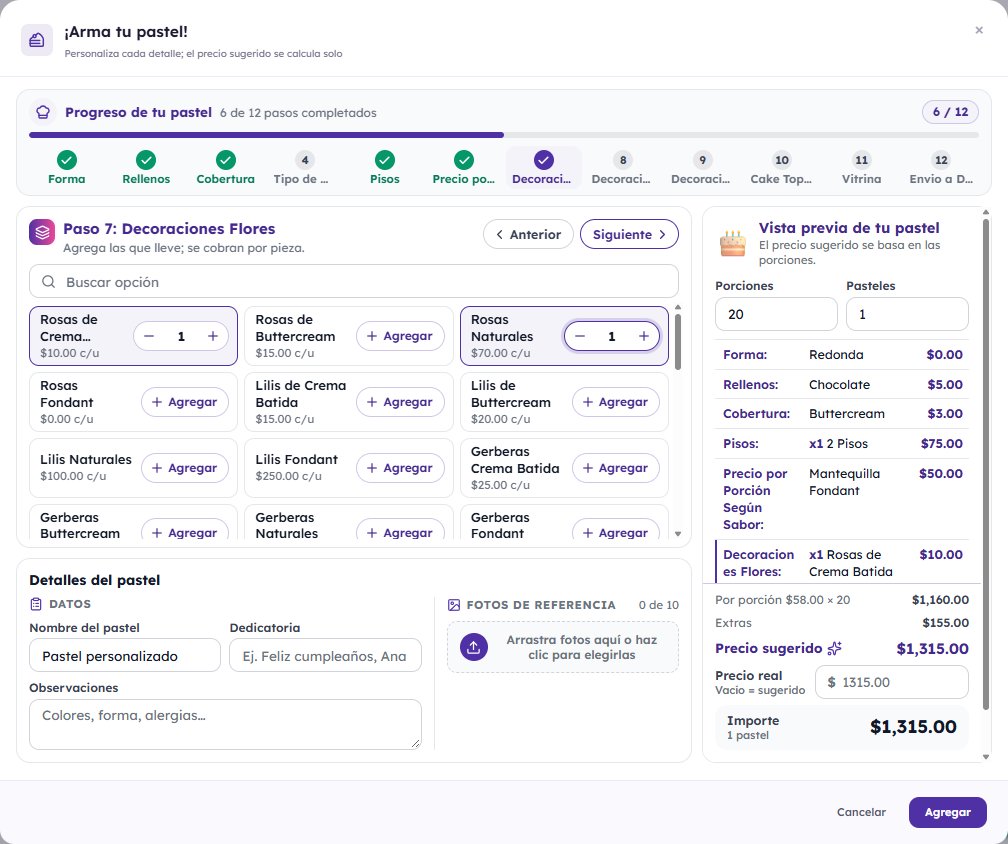 ¡Arma tu pastel!
Personaliza cada detalle; el precio sugerido se calcula solo
×
Progreso de tu pastel 6 de 12 pasos completados
6 / 12
Forma
Rellenos
Cobertura
4
Tipo de ...
Pisos
Precio po...
Decoraci...
8
Decoraci...
9
Decoraci...
10
Cake Top...
11
Vitrina
12
Envio a D...
Paso 7: Decoraciones Flores
Agrega las que lleve; se cobran por pieza.
Anterior
Siguiente
Buscar opción
Rosas de
Crema...
$10.00 c/u
− 1 +
Rosas de
Buttercream
$15.00 c/u
+ Agregar
Rosas
Naturales
$70.00 c/u
− 1 +
Rosas
Fondant
$0.00 c/u
+ Agregar
Lilis de Crema
Batida
$15.00 c/u
+ Agregar
Lilis de
Buttercream
$20.00 c/u
+ Agregar
Lilis Naturales
$100.00 c/u
+ Agregar
Lilis Fondant
$250.00 c/u
+ Agregar
Gerberas
Crema Batida
$25.00 c/u
+ Agregar
Gerberas
Buttercream
+ Agregar
Gerberas
Naturales
+ Agregar
Gerberas
Fondant
+ Agregar
Detalles del pastel
DATOS
Nombre del pastel
Pastel personalizado
Dedicatoria
Ej. Feliz cumpleaños, Ana
Observaciones
Colores, forma, alergias...
FOTOS DE REFERENCIA 0 de 10
Arrastra fotos aquí o haz
clic para elegirlas
Vista previa de tu pastel
El precio sugerido se basa en las
porciones.
Porciones
20
Pasteles
1
Forma: Redonda $0.00
Rellenos: Chocolate $5.00
Cobertura: Buttercream $3.00
Pisos: x1 2 Pisos $75.00
Precio por
Porción
Según
Sabor:
Mantequilla
Fondant
$50.00
Decoracion
es Flores:
x1 Rosas de
Crema Batida
$10.00
Por porción $58.00 × 20 $1,160.00
Extras $155.00
Precio sugerido $1,315.00
Precio real
Vacio = sugerido
$ 1315.00
Importe
1 pastel
$1,315.00
Cancelar
Agregar